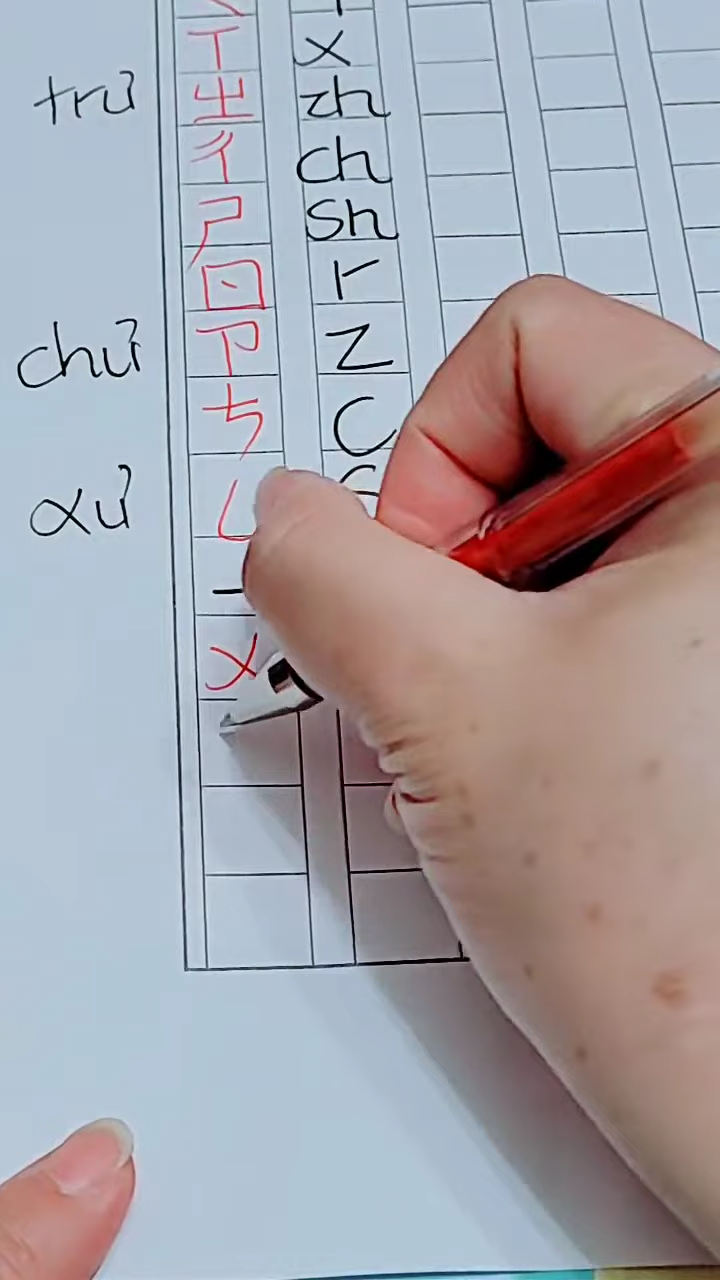 ㄒ x
trử ㄓ zh
ㄔ ch
ㄕ sh
ㄖ r
chử ㄗ z
ㄘ c
xử ㄙ
ㄨ